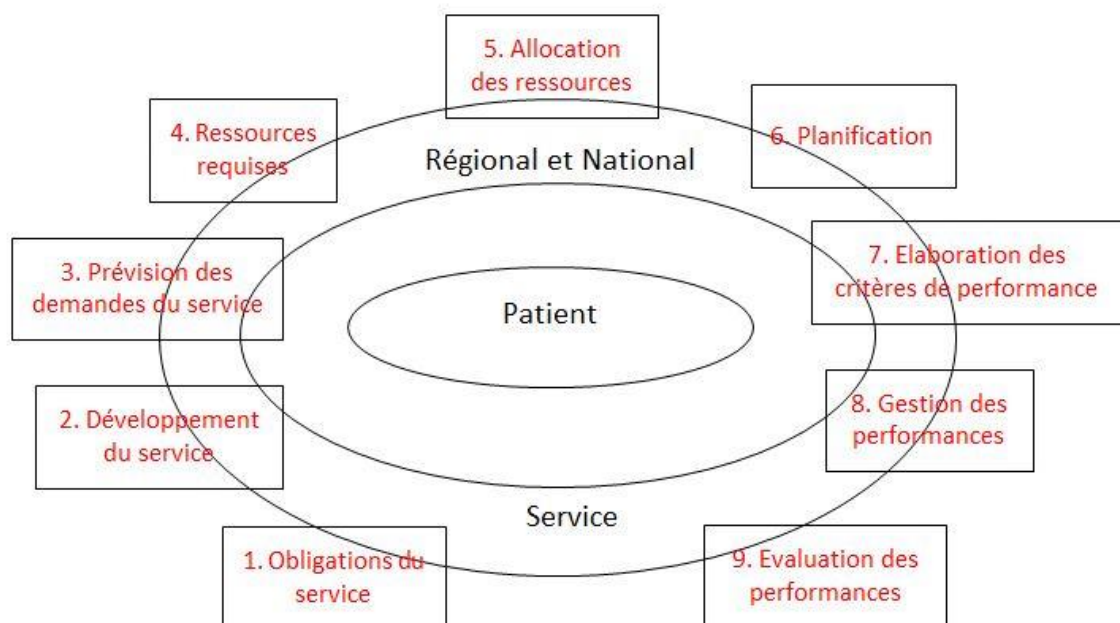 5. Allocation
des ressources
4. Ressources
requises
6. Planification
Régional et National
3. Prévision des
demandes du service
7. Elaboration des
critères de performance
Patient
2. Développement
du service
8. Gestion des
performances
Service
1. Obligations du
service
9. Evaluation des
performances